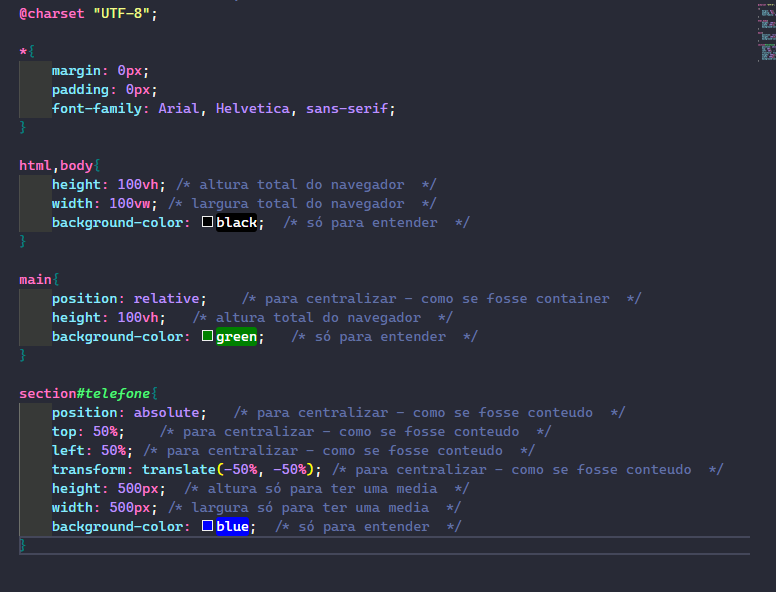 @charset "UTF-8";
*{
margin: 0px;
padding: 0px;
font-family: Arial, Helvetica, sans-serif;
}
html,body{
height: 100vh; /* altura total do navegador  */
width: 100vw; /* largura total do navegador  */
background-color: black;  /* só para entender  */
}
main{
position: relative;    /* para centralizar - como se fosse container  */
height: 100vh;   /* altura total do navegador  */
background-color: green;   /* só para entender  */
}
section#telefone{
position: absolute;   /* para centralizar - como se fosse conteudo  */
top: 50%;    /* para centralizar - como se fosse conteudo  */
left: 50%; /* para centralizar - como se fosse conteudo  */
transform: translate(-50%, -50%); /* para centralizar - como se fosse conteudo  */
height: 500px;  /* altura só para ter uma media  */
width: 500px; /* largura só para ter uma media  */
background-color: blue;  /* só para entender  */
}